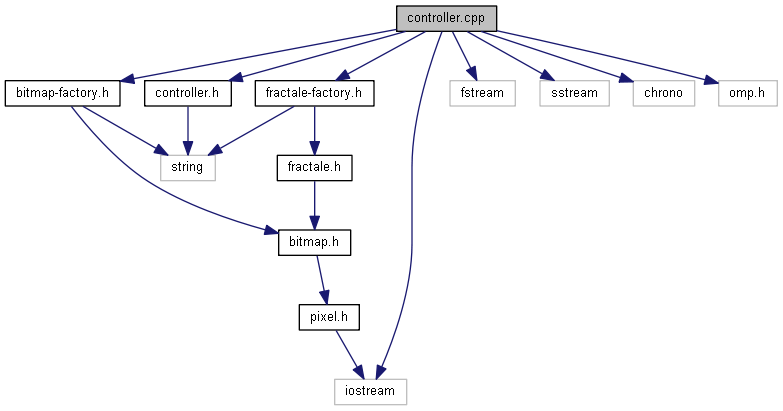 controller.cpp
bitmap-factory.h
controller.h
fractale-factory.h
fstream
sstream
chrono
omp.h
string
fractale.h
bitmap.h
pixel.h
iostream